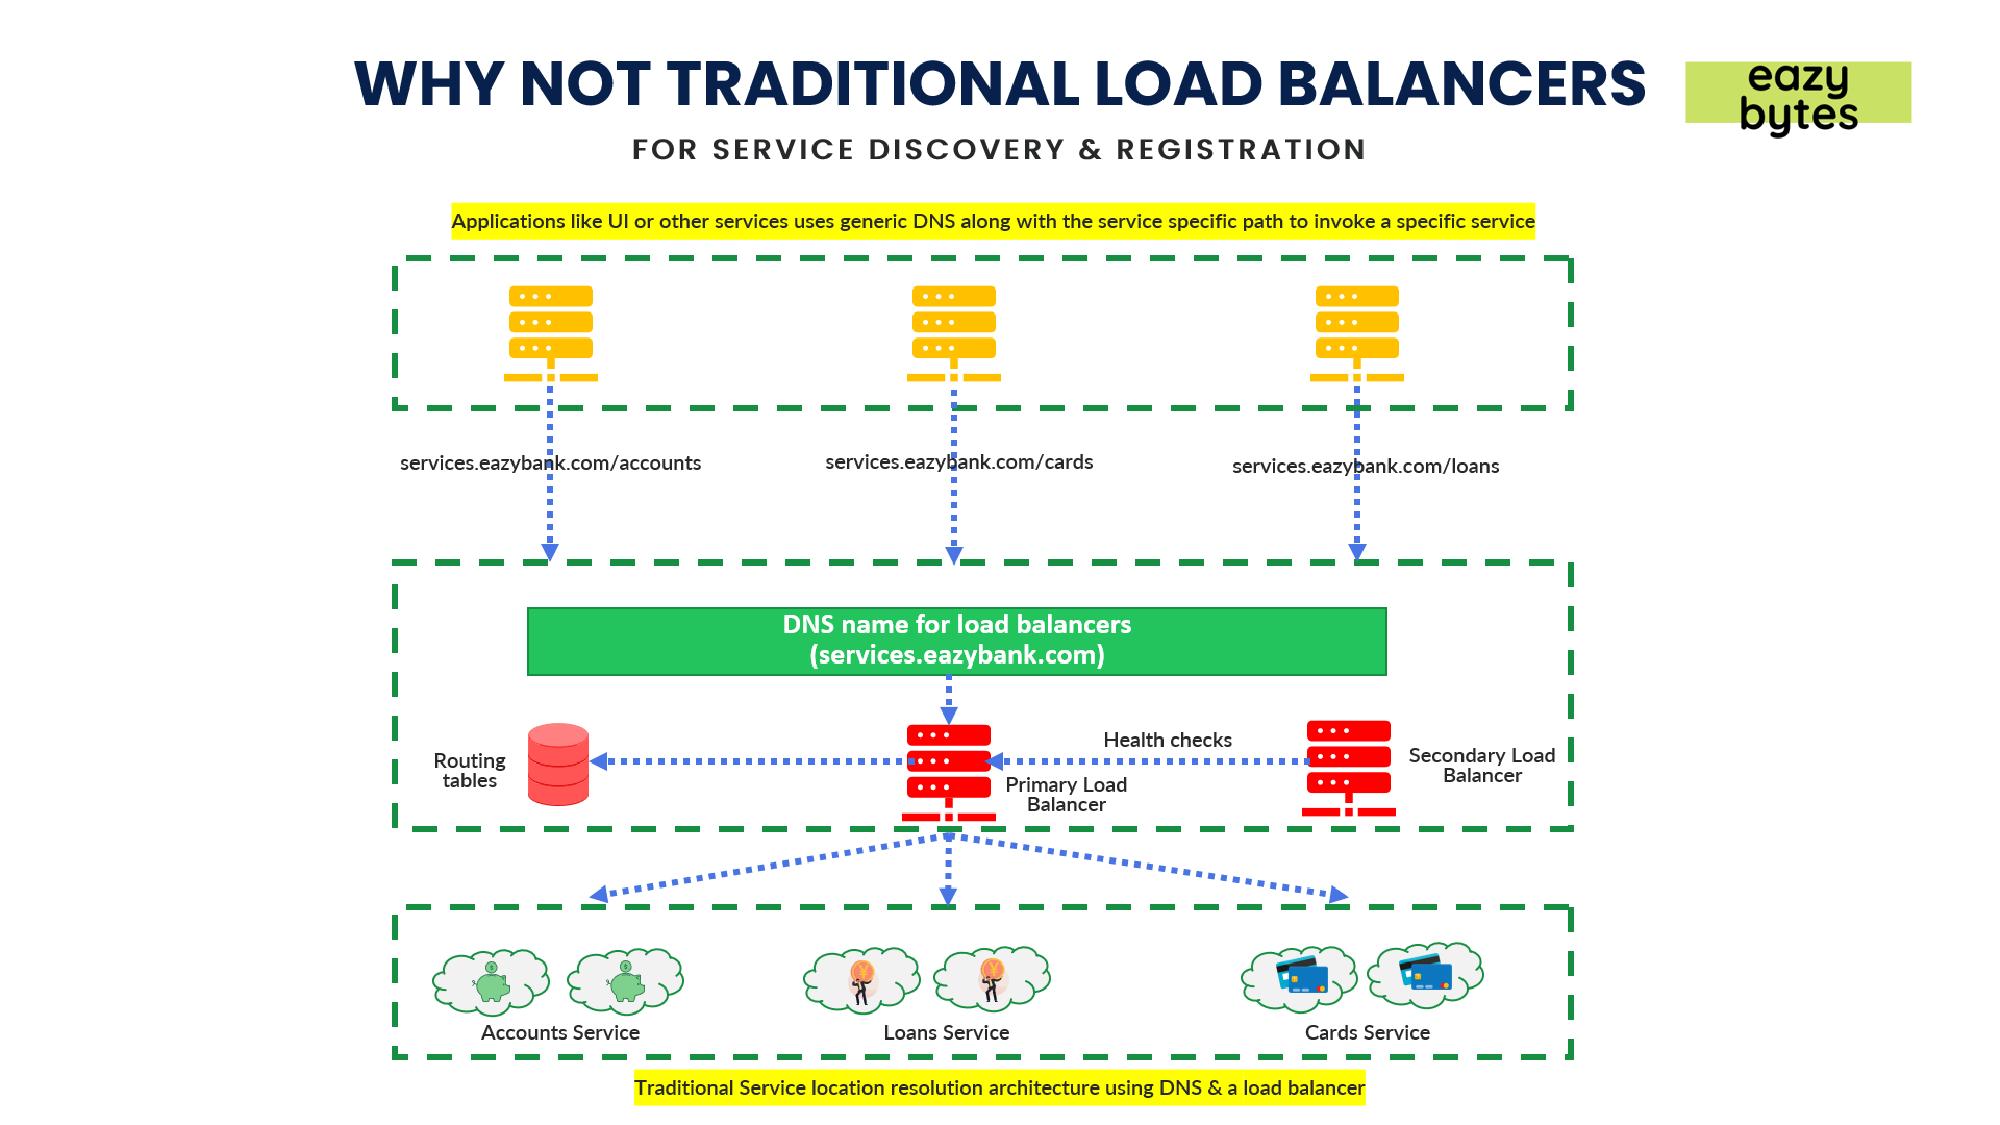 WHY NOT TRADITIONAL LOAD BALANCERS
eazy
bytes
FOR SERVICE DISCOVERY & REGISTRATION
Applications like UI or other services uses generic DNS along with the service specific path to invoke a specific service
services.eazybank.com/accounts
services.eazybank.com/cards
services.eazybank.com/loans
DNS name for load balancers
(services.eazybank.com)
Routing
tables
Health checks
Primary Load
Balancer
Secondary Load
Balancer
Accounts Service
Loans Service
Cards Service
Traditional Service location resolution architecture using DNS & a load balancer